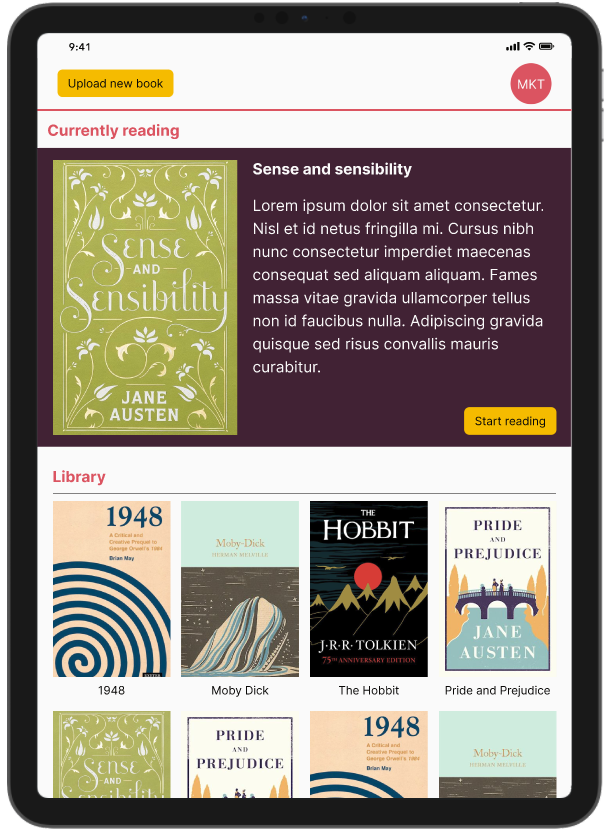 9:41
Upload new book
MKT
Currently reading
Sense
AND
Sensibility
JANE
AUSTEN
Sense and sensibility
Lorem ipsum dolor sit amet consectetur.
Nisl et id netus fringilla mi. Cursus nibh
nunc consectetur imperdiet maecenas
consequat sed aliquam aliquam. Fames
massa vitae gravida ullamcorper tellus
non id faucibus nulla. Adipiscing gravida
quisque sed risus convallis mauris
curabitur.
Start reading
Library
1948
A Critical and
Creative Prequel to
George Orwell's 1984
Brian May
Moby-Dick
HERMAN MELVILLE
THE
HOBBIT
J·R·R·TOLKIEN
75TH ANNIVERSARY EDITION
PRIDE
AND
PREJUDICE
JANE
AUSTEN
1948
Moby Dick
The Hobbit
Pride and Prejudice
Sense
AND
Sensibility
PRIDE
AND
PREJUDICE
1948
A Critical and
Creative Prequel to
George Orwell's 1984
Brian May
Moby-Dick
HERMAN MELVILLE